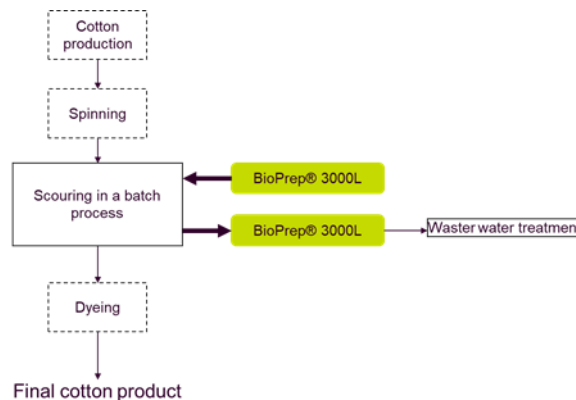 Cotton
production
Spinning
Scouring in a batch
process
BioPrep® 3000L
BioPrep® 3000L
Waster water treatmen
Dyeing
Final cotton product